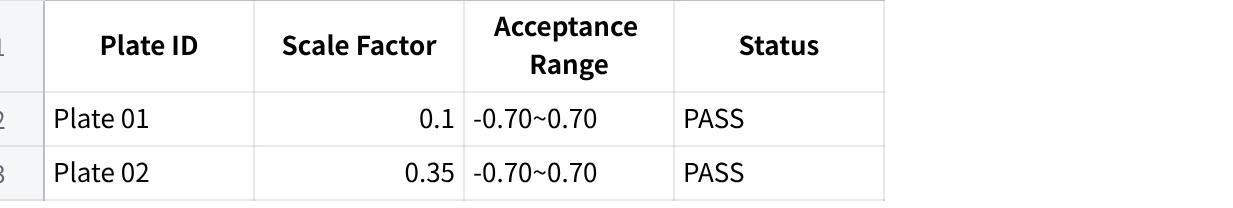 Plate ID Scale Factor Acceptance Range Status
2 Plate 01 0.1 -0.70~0.70 PASS
3 Plate 02 0.35 -0.70~0.70 PASS